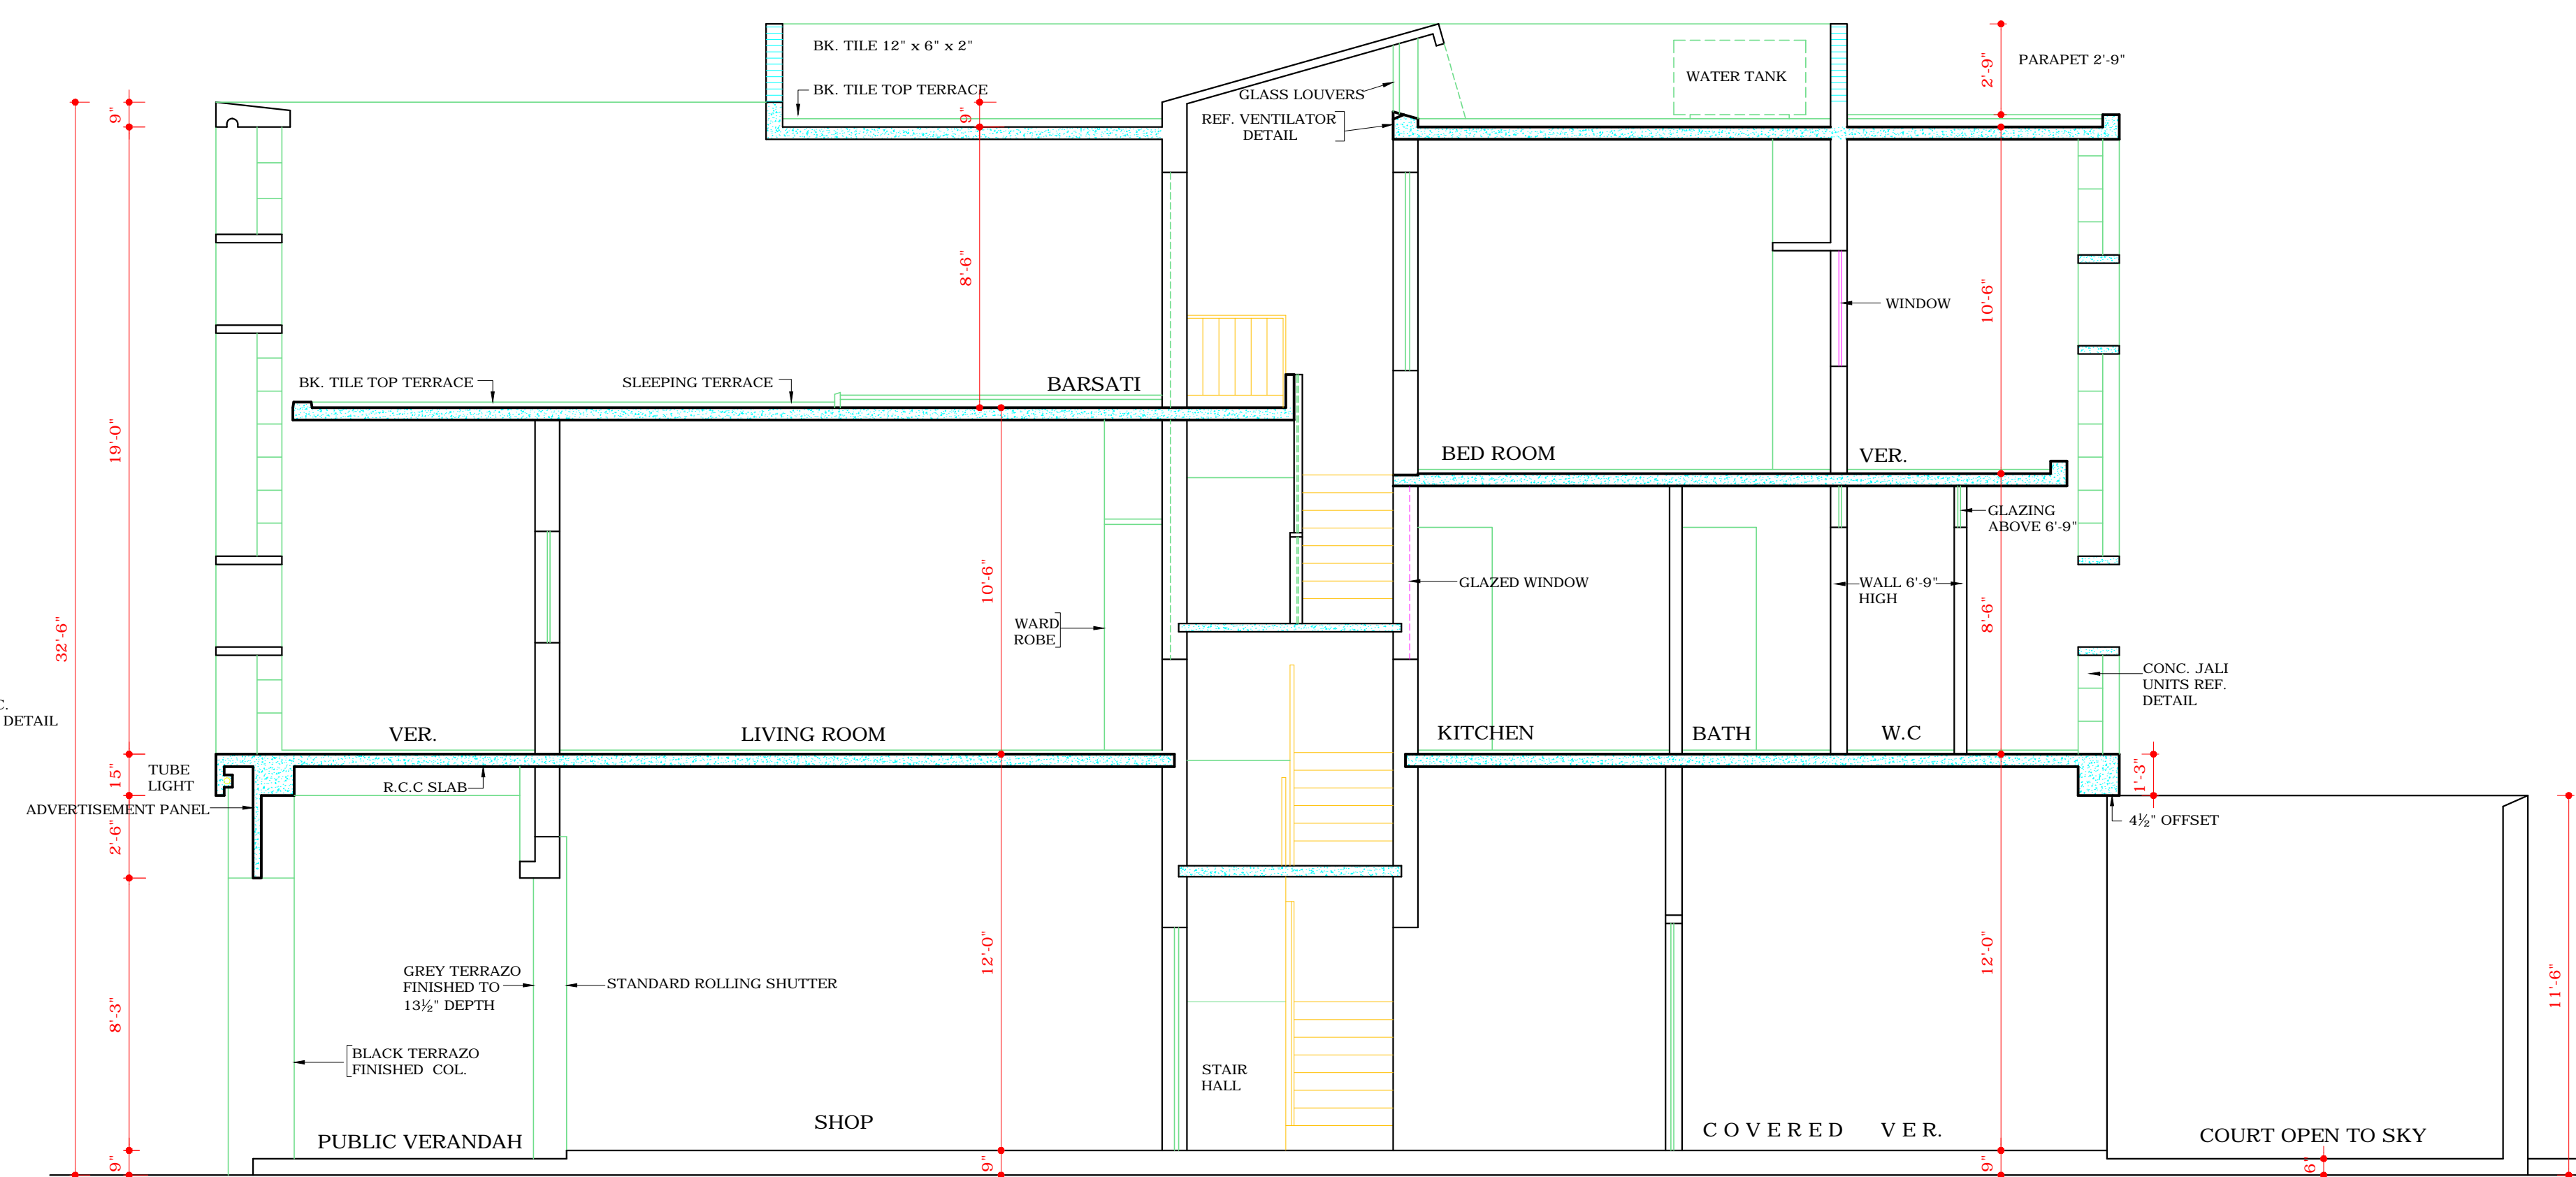 BK. TILE 12" x 6" x 2"
BK. TILE TOP TERRACE
GLASS LOUVERS
REF. VENTILATOR
DETAIL
WATER TANK
2'-9"
PARAPET 2'-9"
9"
9"
8'-6"
10'-6"
WINDOW
BK. TILE TOP TERRACE
SLEEPING TERRACE
BARSATI
19'-0"
BED ROOM
VER.
GLAZING
ABOVE 6'-9"
32'-6"
10'-6"
GLAZED WINDOW
WALL 6'-9"
HIGH
8'-6"
WARD
ROBE
CONC. JALI
UNITS REF.
DETAIL
C.
DETAIL
VER.
LIVING ROOM
KITCHEN
BATH
W.C
TUBE
LIGHT
15"
R.C.C SLAB
1'-3"
ADVERTISEMENT PANEL
2'-6"
4½" OFFSET
GREY TERRAZO
FINISHED TO
13½" DEPTH
STANDARD ROLLING SHUTTER
12'-0"
12'-0"
11'-6"
8'-3"
BLACK TERRAZO
FINISHED COL.
STAIR
HALL
PUBLIC VERANDAH
SHOP
COVERED VER.
COURT OPEN TO SKY
9"
9"
9"
6"